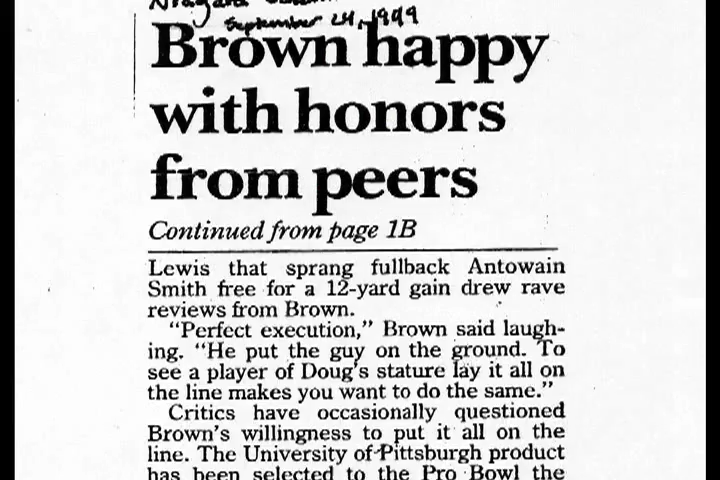 Niagara
September 24, 1999
Brown happy
with honors
from peers
Continued from page 1B
Lewis that sprang fullback Antowain
Smith free for a 12-yard gain drew rave
reviews from Brown.
"Perfect execution," Brown said laugh-
ing. "He put the guy on the ground. To
see a player of Doug's stature lay it all on
the line makes you want to do the same."
Critics have occasionally questioned
Brown's willingness to put it all on the
line. The University of Pittsburgh product
has been selected to the Pro Bowl the